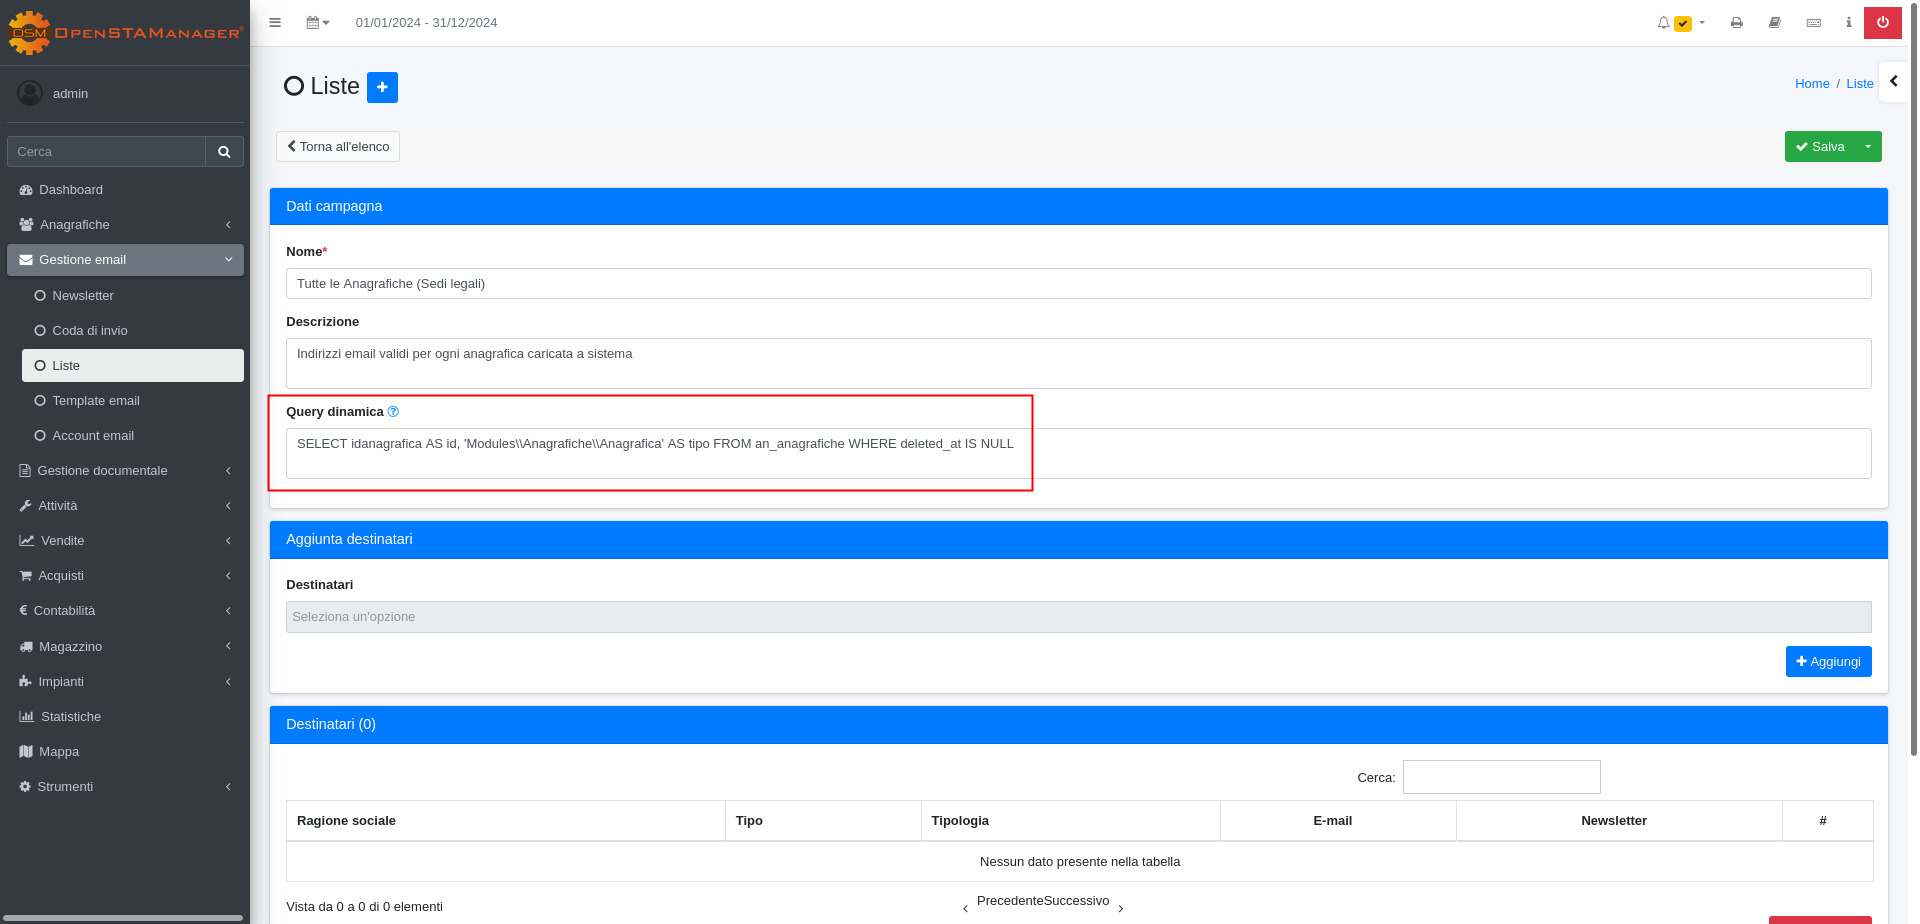 OSM OpenSTAManager®
01/01/2024 - 31/12/2024
admin
Liste
Home / Liste
Cerca
Torna all'elenco
Salva
Dashboard
Anagrafiche
Gestione email
Newsletter
Coda di invio
Liste
Template email
Account email
Gestione documentale
Attività
Vendite
Acquisti
Contabilità
Magazzino
Impianti
Statistiche
Mappa
Strumenti
Dati campagna
Nome*
Tutte le Anagrafiche (Sedi legali)
Descrizione
Indirizzi email validi per ogni anagrafica caricata a sistema
Query dinamica
SELECT idanagrafica AS id, 'Modules\\Anagrafiche\\Anagrafica' AS tipo FROM an_anagrafiche WHERE deleted_at IS NULL
Aggiunta destinatari
Destinatari
Seleziona un'opzione
Aggiungi
Destinatari (0)
Cerca:
Ragione sociale Tipo Tipologia E-mail Newsletter #
Nessun dato presente nella tabella
Vista da 0 a 0 di 0 elementi
PrecedenteSuccessivo